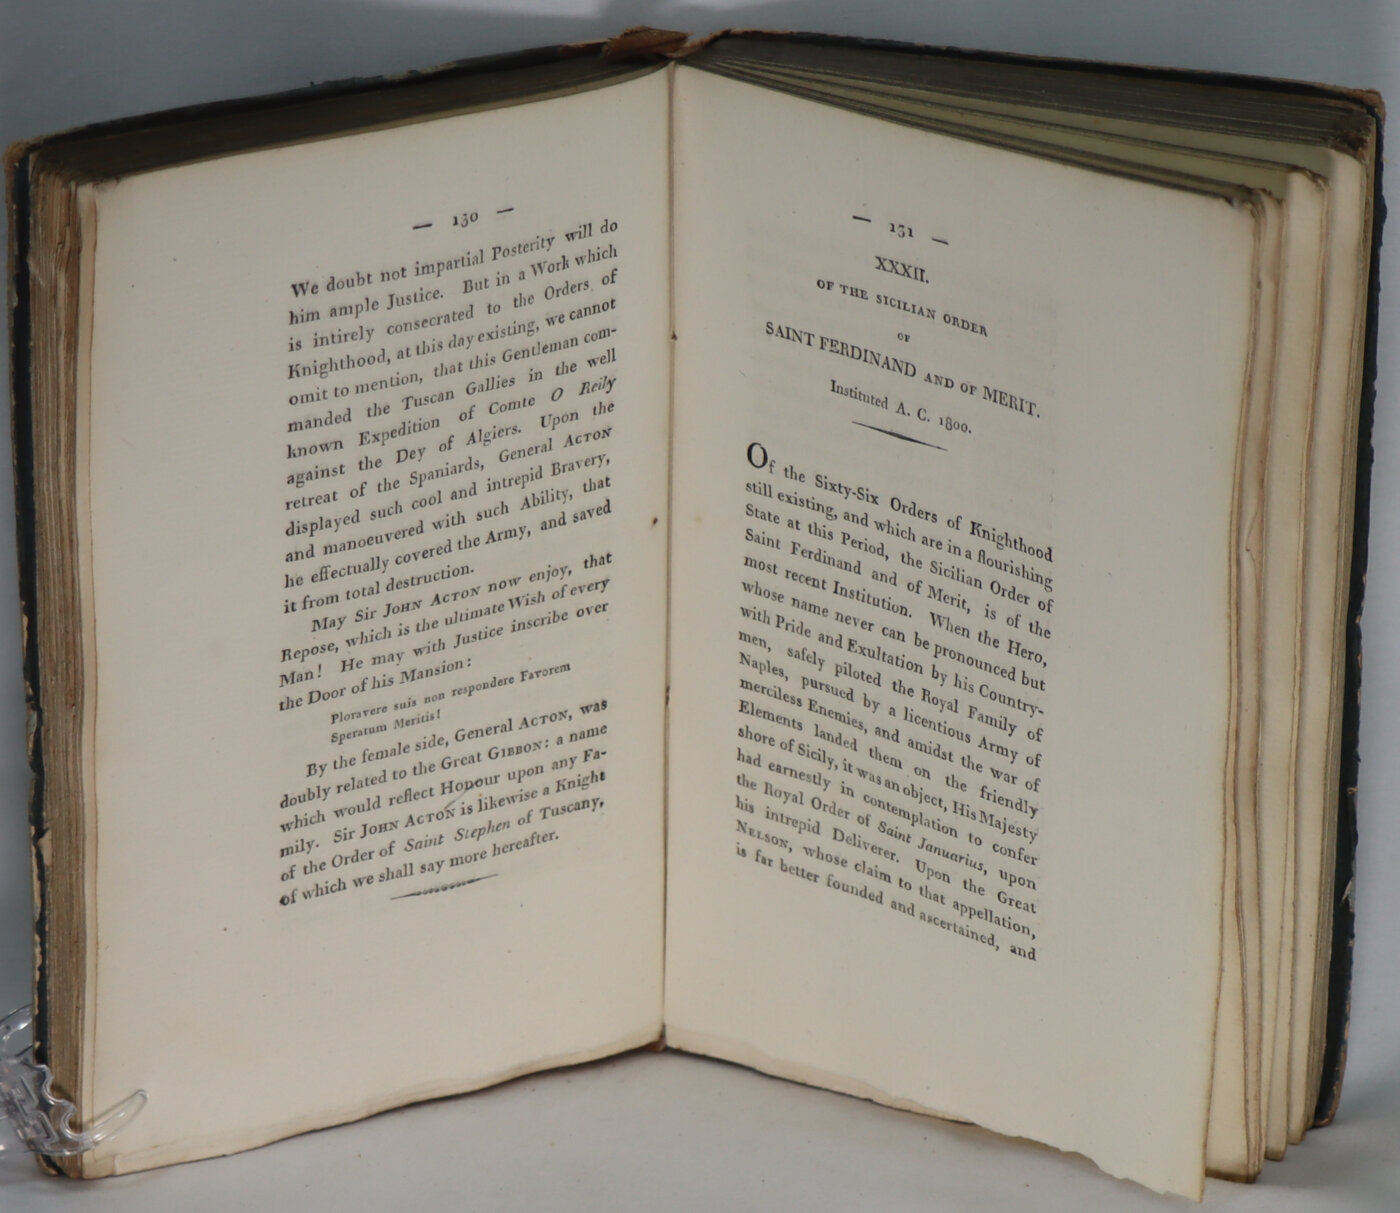 — 130 —
We doubt not impartial Posterity will do
him ample Justice. But in a Work which
is intirely consecrated to the Orders of
Knighthood, at this day existing, we cannot
omit to mention, that this Gentleman com-
manded the Tuscan Gallies in the well
known Expedition of Comte O Reily
against the Dey of Algiers. Upon the
retreat of the Spaniards, General ACTON
displayed such cool and intrepid Bravery,
and manoeuvered with such Ability, that
he effectually covered the Army, and saved
it from total destruction.
May Sir JOHN ACTON now enjoy, that
Repose, which is the ultimate Wish of every
Man! He may with Justice inscribe over
the Door of his Mansion:
Ploravere suis non respondere Favorem
Speratum Meritis!
By the female side, General ACTON, was
doubly related to the Great GIBBON: a name
which would reflect Honour upon any Fa-
mily. Sir JOHN ACTON is likewise a Knight
of the Order of Saint Stephen of Tuscany,
of which we shall say more hereafter.
— 131 —
XXXII.
OF THE SICILIAN ORDER
OF
SAINT FERDINAND AND OF MERIT.
Instituted A. C. 1800.
Of the Sixty-Six Orders of Knighthood
still existing, and which are in a flourishing
State at this Period, the Sicilian Order of
Saint Ferdinand and of Merit, is of the
most recent Institution. When the Hero,
whose name never can be pronounced but
with Pride and Exultation by his Country-
men, safely piloted the Royal Family of
Naples, pursued by a licentious Army of
merciless Enemies, and amidst the war of
Elements landed them on the friendly
shore of Sicily, it was an object, His Majesty
had earnestly in contemplation to confer
the Royal Order of Saint Januarius, upon
his intrepid Deliverer. Upon the Great
NELSON, whose claim to that appellation,
is far better founded and ascertained, and